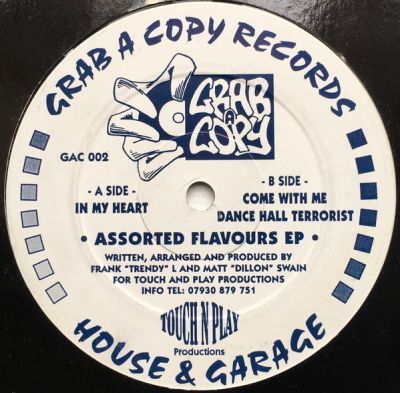 GRAB A COPY RECORDS
GRAB
A
COPY
GAC 002
- A SIDE -
IN MY HEART
- B SIDE -
COME WITH ME
DANCE HALL TERRORIST
• ASSORTED FLAVOURS EP •
WRITTEN, ARRANGED AND PRODUCED BY
FRANK "TRENDY" L AND MATT "DILLON" SWAIN
FOR TOUCH AND PLAY PRODUCTIONS
INFO TEL: 07930 879 751
TOUCH N PLAY
Productions
HOUSE & GARAGE